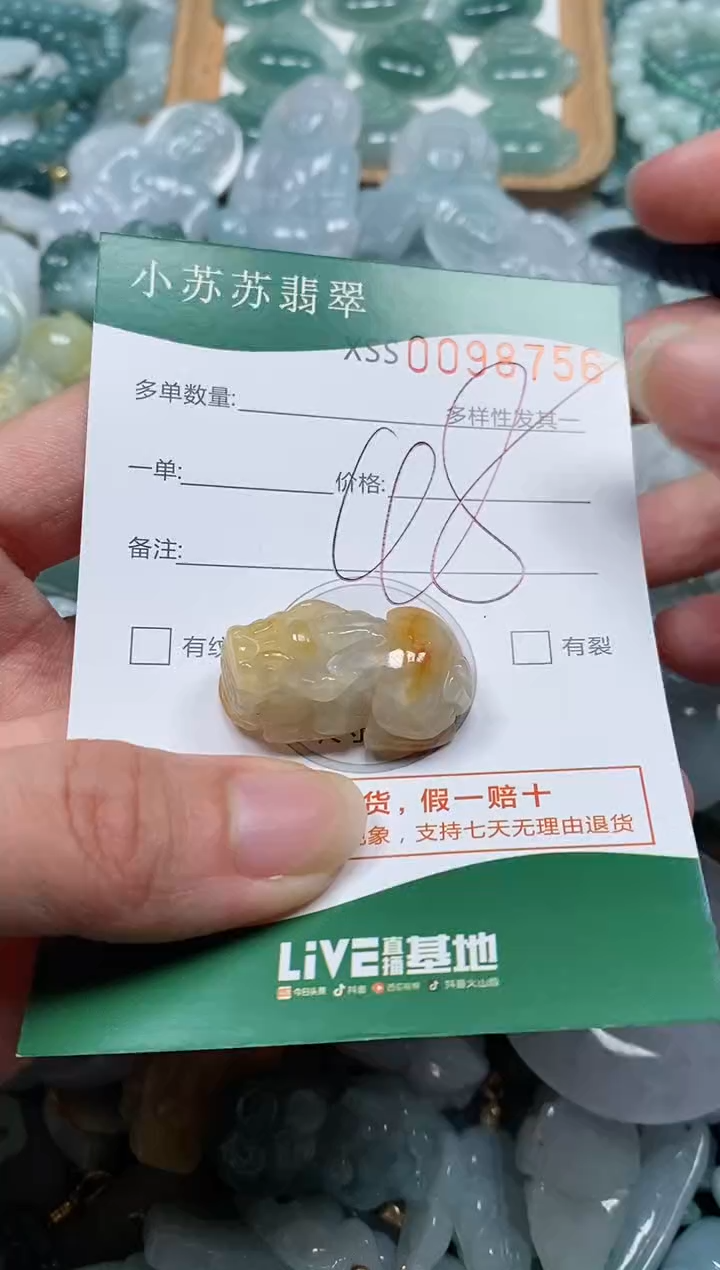 小苏苏翡翠
XSS0098756
多单数量:
多样性发其一
一单:
价格:
备注:
有纹
有裂
货，假一赔十
象，支持七天无理由退货
LiVE直播基地
今日头条 抖音 西瓜视频 抖音火山版